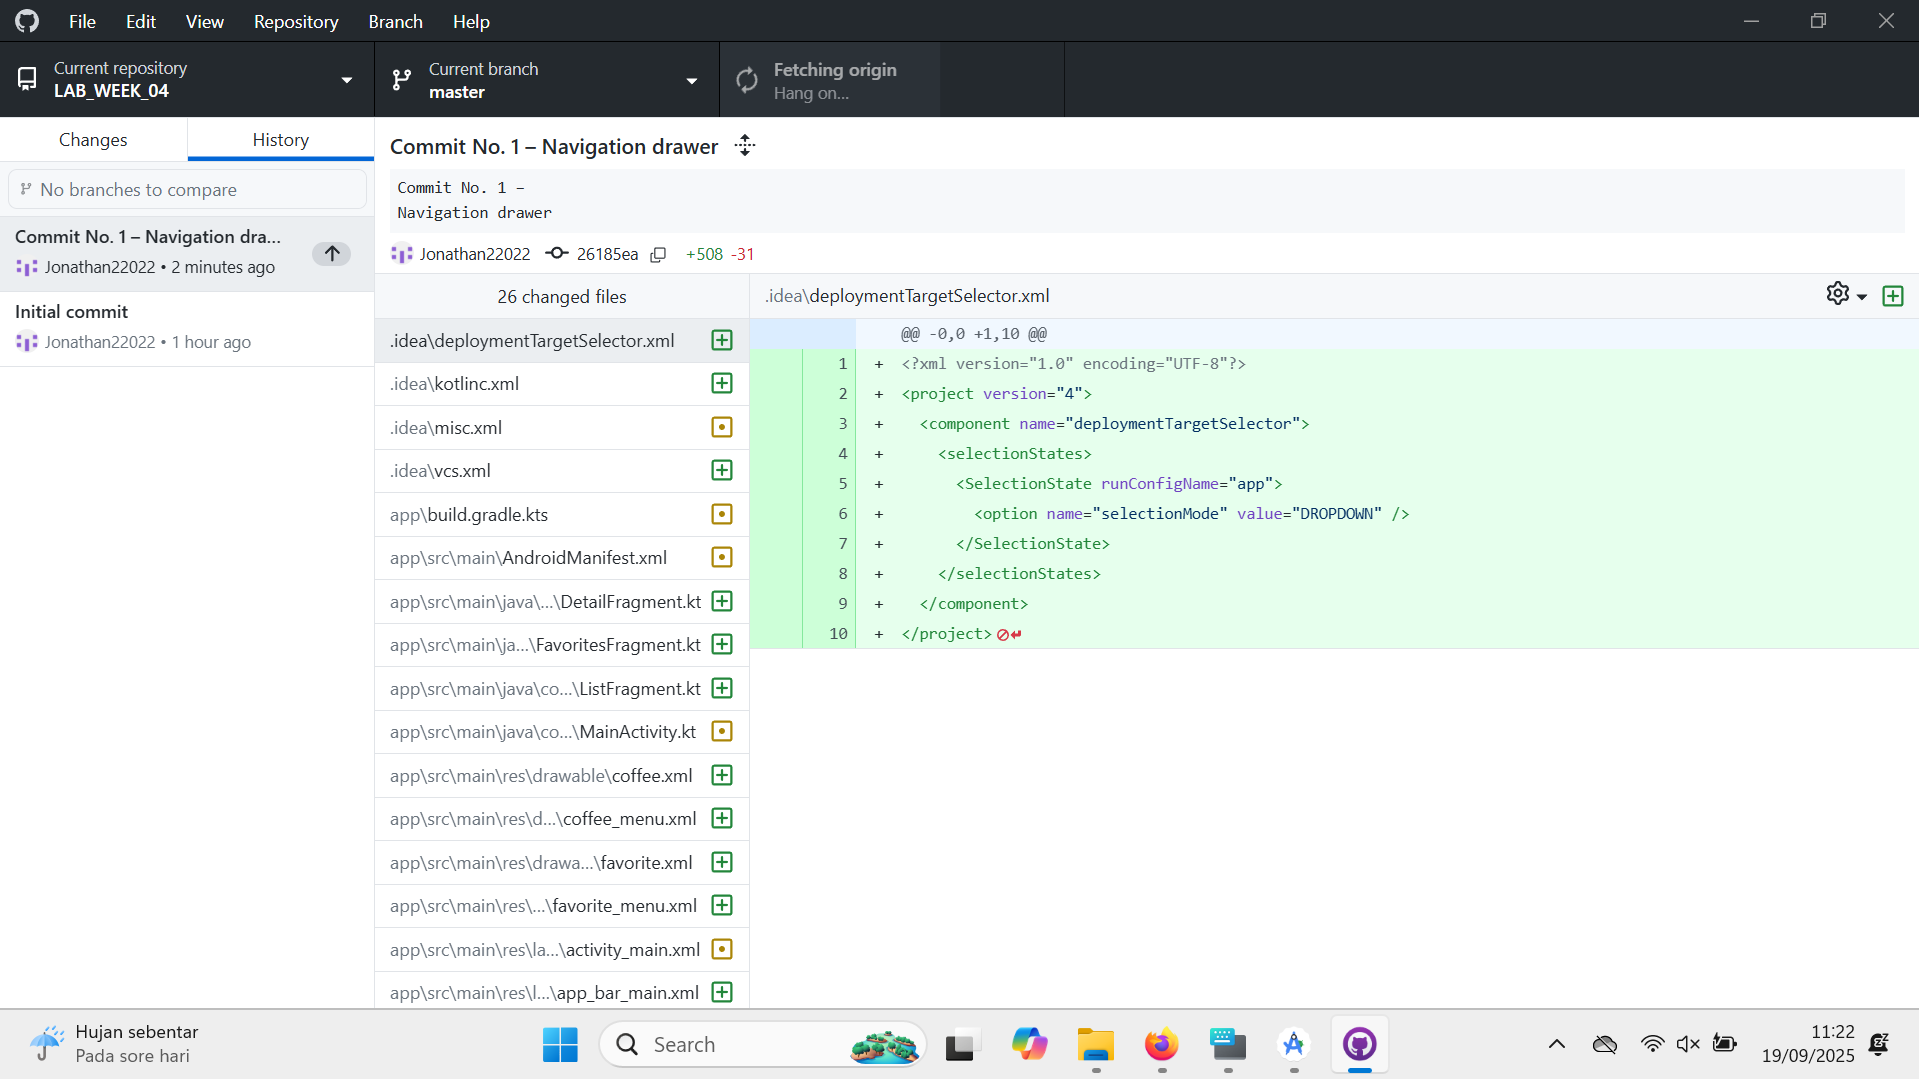 File Edit View Repository Branch Help
Current repository
LAB_WEEK_04
Current branch
master
Fetching origin
Hang on...
Changes
History
No branches to compare
Commit No. 1 – Navigation dra...
Jonathan22022 • 2 minutes ago
Initial commit
Jonathan22022 • 1 hour ago
Commit No. 1 – Navigation drawer
Commit No. 1 –
Navigation drawer
Jonathan22022 26185ea +508 -31
26 changed files
.idea\deploymentTargetSelector.xml
.idea\kotlinc.xml
.idea\misc.xml
.idea\vcs.xml
app\build.gradle.kts
app\src\main\AndroidManifest.xml
app\src\main\java\...\DetailFragment.kt
app\src\main\ja...\FavoritesFragment.kt
app\src\main\java\co...\ListFragment.kt
app\src\main\java\co...\MainActivity.kt
app\src\main\res\drawable\coffee.xml
app\src\main\res\d...\coffee_menu.xml
app\src\main\res\drawa...\favorite.xml
app\src\main\res\...\favorite_menu.xml
app\src\main\res\la...\activity_main.xml
app\src\main\res\l...\app_bar_main.xml
.idea\deploymentTargetSelector.xml
@@ -0,0 +1,10 @@
1 + <?xml version="1.0" encoding="UTF-8"?>
2 + <project version="4">
3 + <component name="deploymentTargetSelector">
4 + <selectionStates>
5 + <SelectionState runConfigName="app">
6 + <option name="selectionMode" value="DROPDOWN" />
7 + </SelectionState>
8 + </selectionStates>
9 + </component>
10 + </project>
Hujan sebentar
Pada sore hari
Search
11:22
19/09/2025